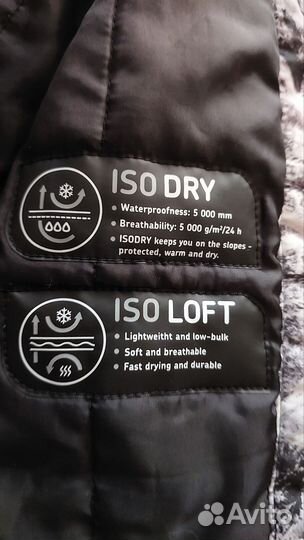 ISO DRY
• Waterproofness: 5 000 mm
• Breathability: 5 000 g/m²/24 h
• ISODRY keeps you on the slopes -
protected, warm and dry.
ISO LOFT
• Lightweitht and low-bulk
• Soft and breathable
• Fast drying and durable
Avito